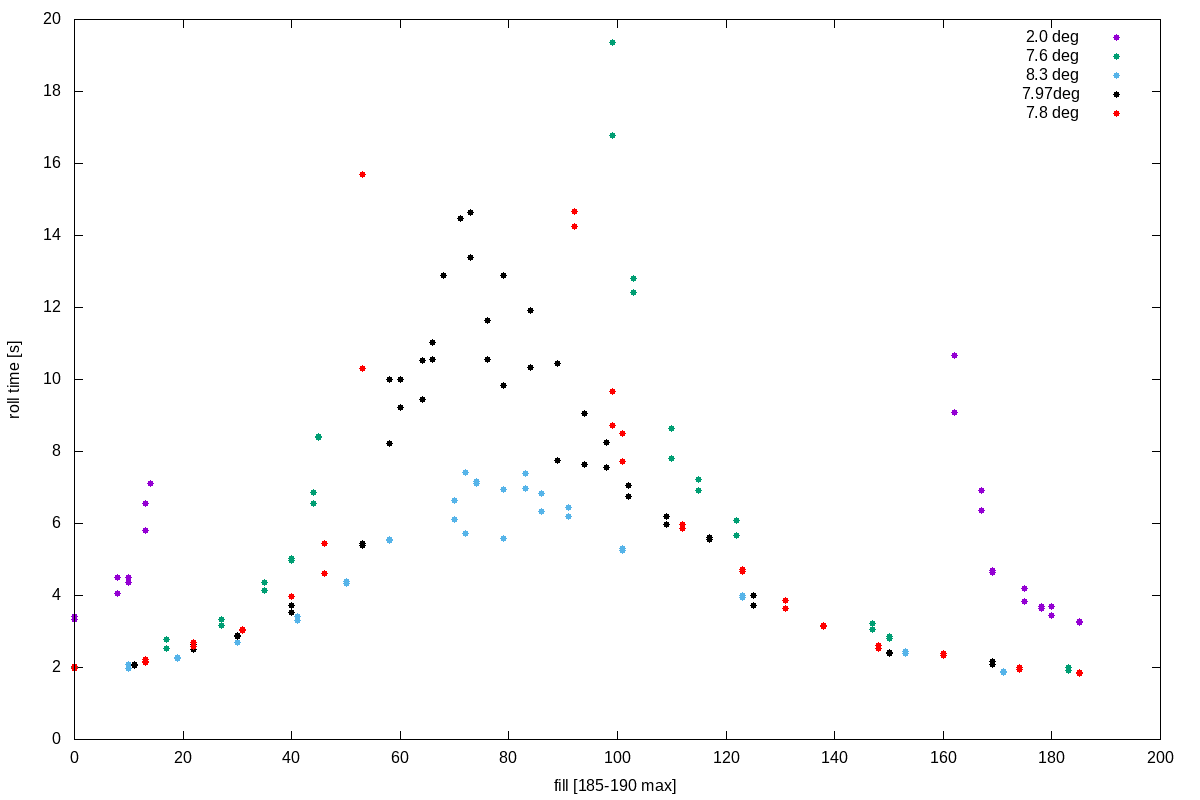 20
18
16
14
12
10
8
6
4
2
0
roll time [s]
2.0 deg
7.6 deg
8.3 deg
7.97deg
7.8 deg
0 20 40 60 80 100 120 140 160 180 200
fill [185-190 max]